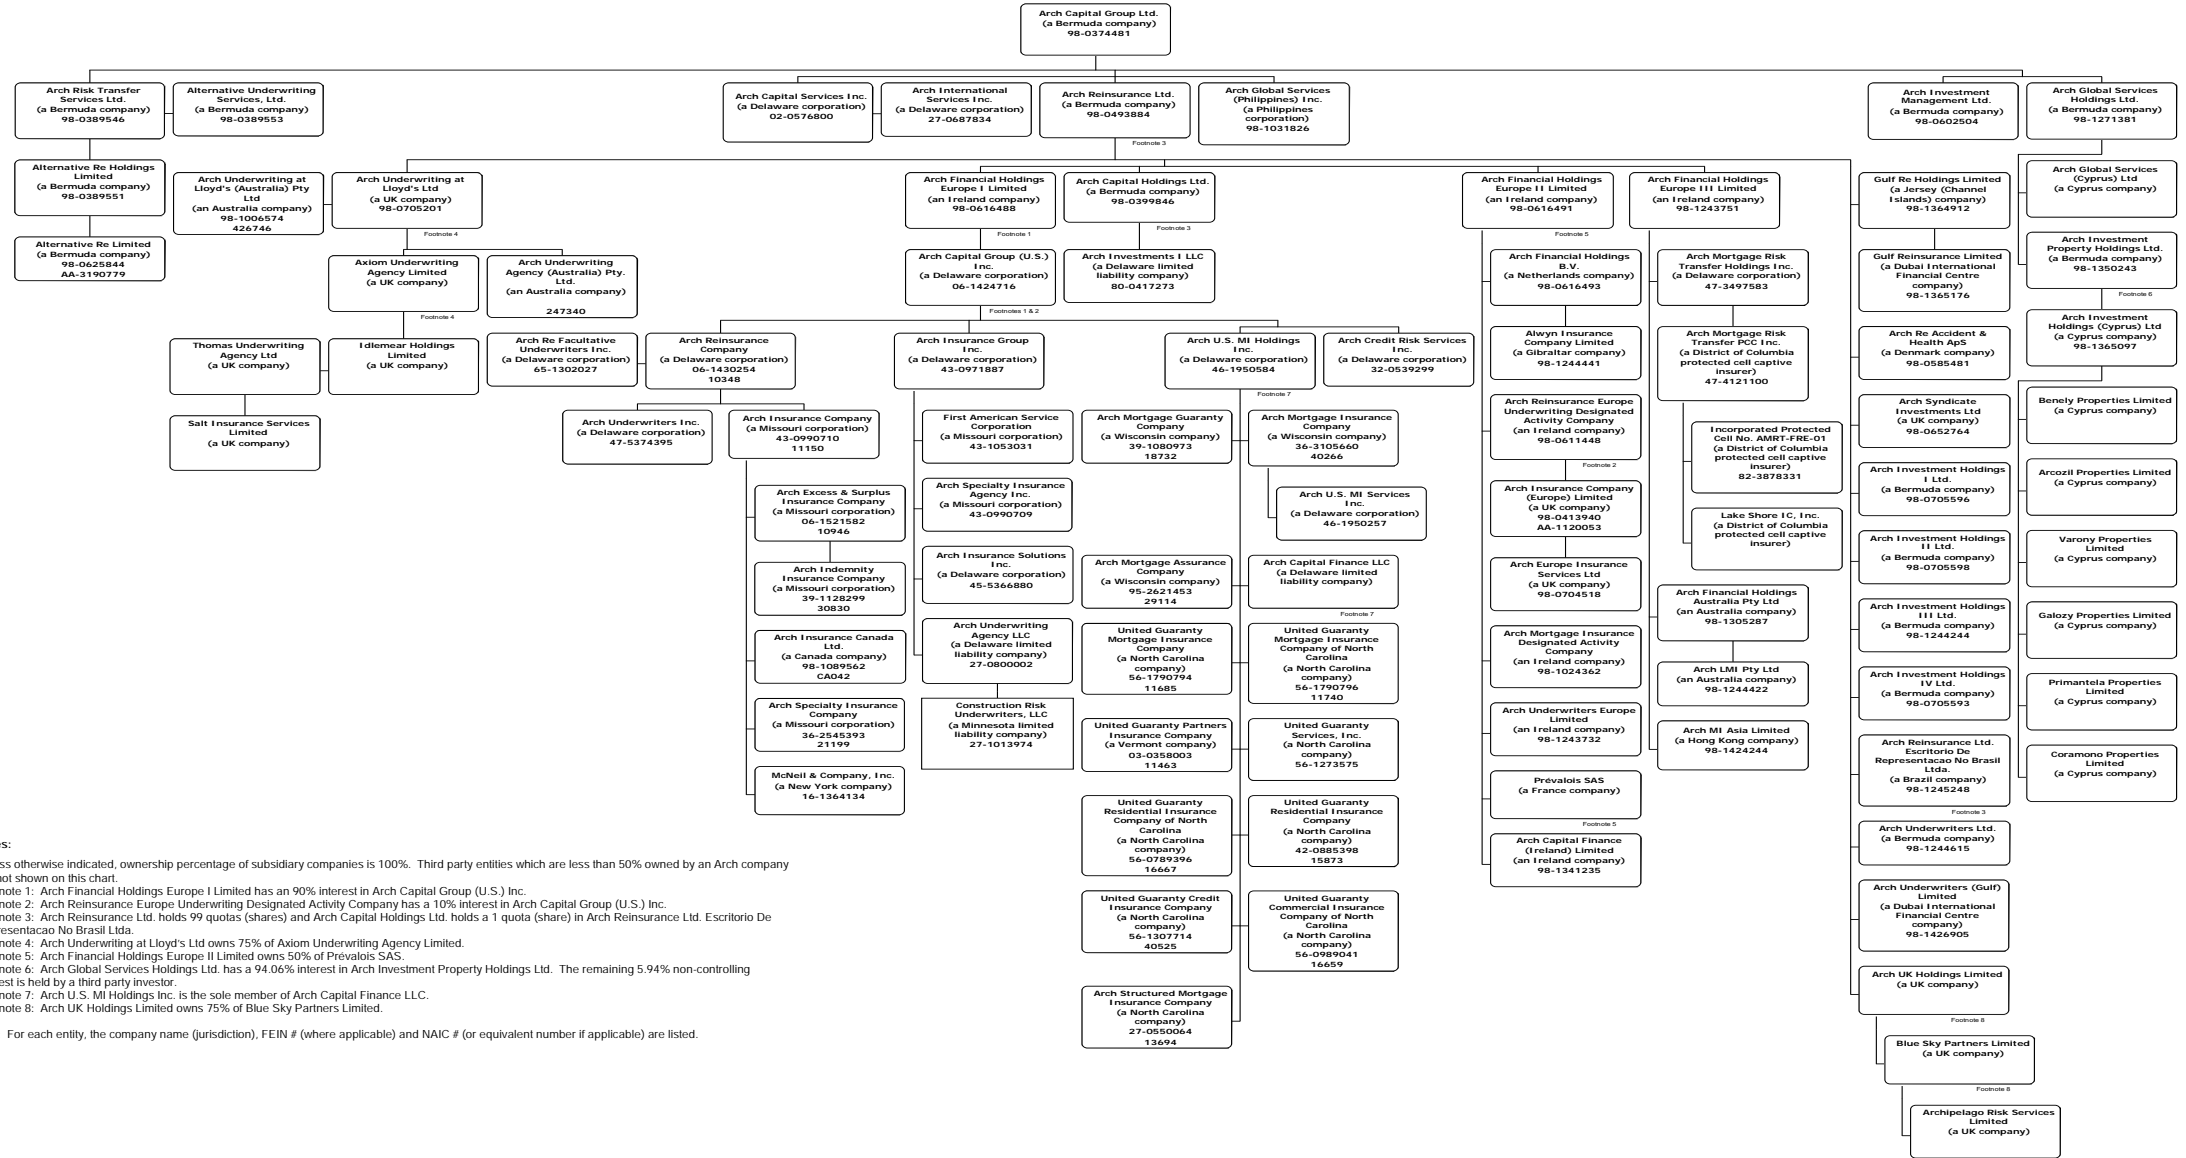 Arch Capital Group Ltd.
(a Bermuda company)
98-0374481
Arch Risk Transfer
Services Ltd.
(a Bermuda company)
98-0389546
Alternative Underwriting
Services, Ltd.
(a Bermuda company)
98-0389553
Arch Capital Services Inc.
(a Delaware corporation)
02-0576800
Arch International
Services Inc.
(a Delaware corporation)
27-0687834
Arch Reinsurance Ltd.
(a Bermuda company)
98-0493884
Footnote 3
Arch Global Services
(Philippines) Inc.
(a Philippines
corporation)
98-1031826
Arch Investment
Management Ltd.
(a Bermuda company)
98-0602504
Arch Global Services
Holdings Ltd.
(a Bermuda company)
98-1271381
Alternative Re Holdings
Limited
(a Bermuda company)
98-0389551
Alternative Re Limited
(a Bermuda company)
98-0625844
AA-3190779
Arch Underwriting at
Lloyd's (Australia) Pty
Ltd
(an Australia company)
98-1006574
426746
Arch Underwriting at
Lloyd's Ltd
(a UK company)
98-0705201
Footnote 4
Axiom Underwriting
Agency Limited
(a UK company)
Footnote 4
Arch Underwriting
Agency (Australia) Pty.
Ltd.
(an Australia company)
247340
Thomas Underwriting
Agency Ltd
(a UK company)
Idlemear Holdings
Limited
(a UK company)
Salt Insurance Services
Limited
(a UK company)
Arch Financial Holdings
Europe I Limited
(an Ireland company)
98-0616488
Footnote 1
Arch Capital Holdings Ltd.
(a Bermuda company)
98-0399846
Footnote 3
Arch Capital Group (U.S.)
Inc.
(a Delaware corporation)
06-1424716
Footnotes 1 & 2
Arch Investments I LLC
(a Delaware limited
liability company)
80-0417273
Arch Re Facultative
Underwriters Inc.
(a Delaware corporation)
65-1302027
Arch Reinsurance
Company
(a Delaware corporation)
06-1430254
10348
Arch Insurance Group
Inc.
(a Delaware corporation)
43-0971887
Arch U.S. MI Holdings
Inc.
(a Delaware corporation)
46-1950584
Footnote 7
Arch Credit Risk Services
Inc.
(a Delaware corporation)
32-0539299
Arch Underwriters Inc.
(a Delaware corporation)
47-5374395
Arch Insurance Company
(a Missouri corporation)
43-0990710
11150
Arch Excess & Surplus
Insurance Company
(a Missouri corporation)
06-1521582
10946
Arch Indemnity
Insurance Company
(a Missouri corporation)
39-1128299
30830
Arch Insurance Canada
Ltd.
(a Canada company)
98-1089562
CA042
Arch Specialty Insurance
Company
(a Missouri corporation)
36-2545393
21199
McNeil & Company, Inc.
(a New York company)
16-1364134
First American Service
Corporation
(a Missouri corporation)
43-1053031
Arch Specialty Insurance
Agency Inc.
(a Missouri corporation)
43-0990709
Arch Insurance Solutions
Inc.
(a Delaware corporation)
45-5366880
Arch Underwriting
Agency LLC
(a Delaware limited
liability company)
27-0800002
Construction Risk
Underwriters, LLC
(a Minnesota limited
liability company)
27-1013974
Arch Mortgage Guaranty
Company
(a Wisconsin company)
39-1080973
18732
Arch Mortgage Insurance
Company
(a Wisconsin company)
36-3105660
40266
Arch U.S. MI Services
Inc.
(a Delaware corporation)
46-1950257
Arch Mortgage Assurance
Company
(a Wisconsin company)
95-2621453
29114
Arch Capital Finance LLC
(a Delaware limited
liability company)
Footnote 7
United Guaranty
Mortgage Insurance
Company
(a North Carolina
company)
56-1790794
11685
United Guaranty
Mortgage Insurance
Company of North
Carolina
(a North Carolina
company)
56-1790796
11740
United Guaranty Partners
Insurance Company
(a Vermont company)
03-0358003
11463
United Guaranty
Services, Inc.
(a North Carolina
company)
56-1273575
United Guaranty
Residential Insurance
Company of North
Carolina
(a North Carolina
company)
56-0789396
16667
United Guaranty
Residential Insurance
Company
(a North Carolina
company)
42-0885398
15873
United Guaranty Credit
Insurance Company
(a North Carolina
company)
56-1307714
40525
United Guaranty
Commercial Insurance
Company of North
Carolina
(a North Carolina
company)
56-0989041
16659
Arch Structured Mortgage
Insurance Company
(a North Carolina
company)
27-0550064
13694
Arch Financial Holdings
Europe II Limited
(an Ireland company)
98-0616491
Footnote 5
Arch Financial Holdings
B.V.
(a Netherlands company)
98-0616493
Alwyn Insurance
Company Limited
(a Gibraltar company)
98-1244441
Arch Reinsurance Europe
Underwriting Designated
Activity Company
(an Ireland company)
98-0611448
Footnote 2
Arch Insurance Company
(Europe) Limited
(a UK company)
98-0413940
AA-1120053
Arch Europe Insurance
Services Ltd
(a UK company)
98-0704518
Arch Mortgage Insurance
Designated Activity
Company
(an Ireland company)
98-1024362
Arch Underwriters Europe
Limited
(an Ireland company)
98-1243732
Prévalois SAS
(a France company)
Footnote 5
Arch Capital Finance
(Ireland) Limited
(an Ireland company)
98-1341235
Arch Financial Holdings
Europe III Limited
(an Ireland company)
98-1243751
Arch Mortgage Risk
Transfer Holdings Inc.
(a Delaware corporation)
47-3497583
Arch Mortgage Risk
Transfer PCC Inc.
(a District of Columbia
protected cell captive
insurer)
47-4121100
Incorporated Protected
Cell No. AMRT-FRE-01
(a District of Columbia
protected cell captive
insurer)
82-3878331
Lake Shore IC, Inc.
(a District of Columbia
protected cell captive
insurer)
Arch Financial Holdings
Australia Pty Ltd
(an Australia company)
98-1305287
Arch LMI Pty Ltd
(an Australia company)
98-1244422
Arch MI Asia Limited
(a Hong Kong company)
98-1424244
Gulf Re Holdings Limited
(a Jersey (Channel
Islands) company)
98-1364912
Gulf Reinsurance Limited
(a Dubai International
Financial Centre
company)
98-1365176
Arch Re Accident &
Health ApS
(a Denmark company)
98-0585481
Arch Syndicate
Investments Ltd
(a UK company)
98-0652764
Arch Investment Holdings
I Ltd.
(a Bermuda company)
98-0705596
Arch Investment Holdings
II Ltd.
(a Bermuda company)
98-0705598
Arch Investment Holdings
III Ltd.
(a Bermuda company)
98-1244244
Arch Investment Holdings
IV Ltd.
(a Bermuda company)
98-0705593
Arch Reinsurance Ltd.
Escritorio De
Representacao No Brasil
Ltda.
(a Brazil company)
98-1245248
Footnote 3
Arch Underwriters Ltd.
(a Bermuda company)
98-1244615
Arch Underwriters (Gulf)
Limited
(a Dubai International
Financial Centre
company)
98-1426905
Arch UK Holdings Limited
(a UK company)
Footnote 8
Blue Sky Partners Limited
(a UK company)
Footnote 8
Archipelago Risk Services
Limited
(a UK company)
Arch Global Services
(Cyprus) Ltd
(a Cyprus company)
Arch Investment
Property Holdings Ltd.
(a Bermuda company)
98-1350243
Footnote 6
Arch Investment
Holdings (Cyprus) Ltd
(a Cyprus company)
98-1365097
Benely Properties Limited
(a Cyprus company)
Arcozil Properties Limited
(a Cyprus company)
Varony Properties
Limited
(a Cyprus company)
Galozy Properties Limited
(a Cyprus company)
Primantela Properties
Limited
(a Cyprus company)
Coramono Properties
Limited
(a Cyprus company)
es:
ss otherwise indicated, ownership percentage of subsidiary companies is 100%. Third party entities which are less than 50% owned by an Arch company
not shown on this chart.
note 1: Arch Financial Holdings Europe I Limited has an 90% interest in Arch Capital Group (U.S.) Inc.
note 2: Arch Reinsurance Europe Underwriting Designated Activity Company has a 10% interest in Arch Capital Group (U.S.) Inc.
note 3: Arch Reinsurance Ltd. holds 99 quotas (shares) and Arch Capital Holdings Ltd. holds a 1 quota (share) in Arch Reinsurance Ltd. Escritorio De
resentacao No Brasil Ltda.
note 4: Arch Underwriting at Lloyd's Ltd owns 75% of Axiom Underwriting Agency Limited.
note 5: Arch Financial Holdings Europe II Limited owns 50% of Prévalois SAS.
note 6: Arch Global Services Holdings Ltd. has a 94.06% interest in Arch Investment Property Holdings Ltd. The remaining 5.94% non-controlling
est is held by a third party investor.
note 7: Arch U.S. MI Holdings Inc. is the sole member of Arch Capital Finance LLC.
note 8: Arch UK Holdings Limited owns 75% of Blue Sky Partners Limited.
For each entity, the company name (jurisdiction), FEIN # (where applicable) and NAIC # (or equivalent number if applicable) are listed.